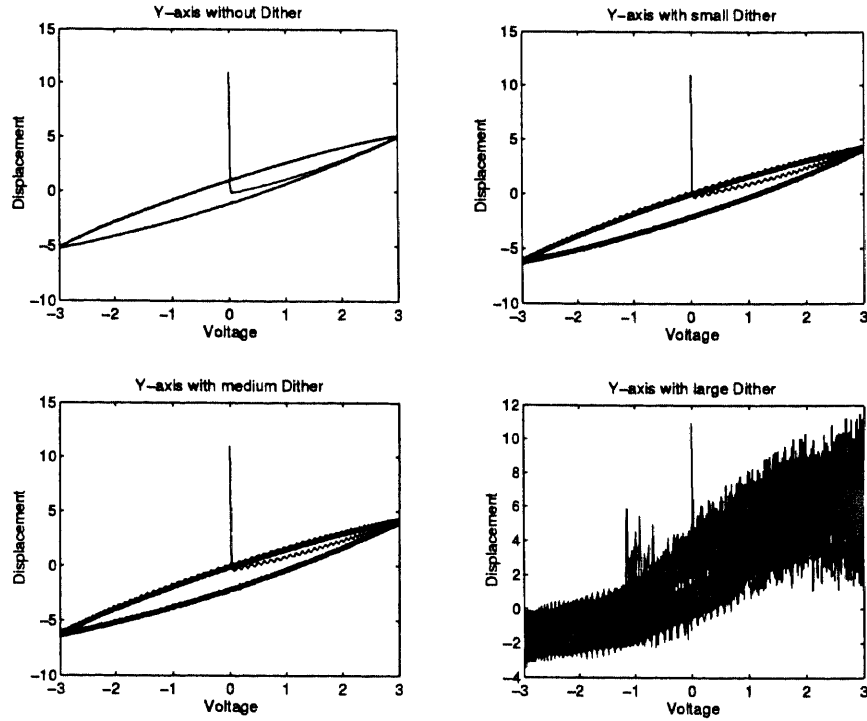 Y-axis without Dither
15
10
5
0
-5
-10
-3 -2 -1 0 1 2 3
Displacement
Voltage
Y-axis with small Dither
15
10
5
0
-5
-10
-3 -2 -1 0 1 2 3
Displacement
Voltage
Y-axis with medium Dither
15
10
5
0
-5
-10
-3 -2 -1 0 1 2 3
Displacement
Voltage
Y-axis with large Dither
12
10
8
6
4
2
0
-2
-4
-3 -2 -1 0 1 2 3
Displacement
Voltage